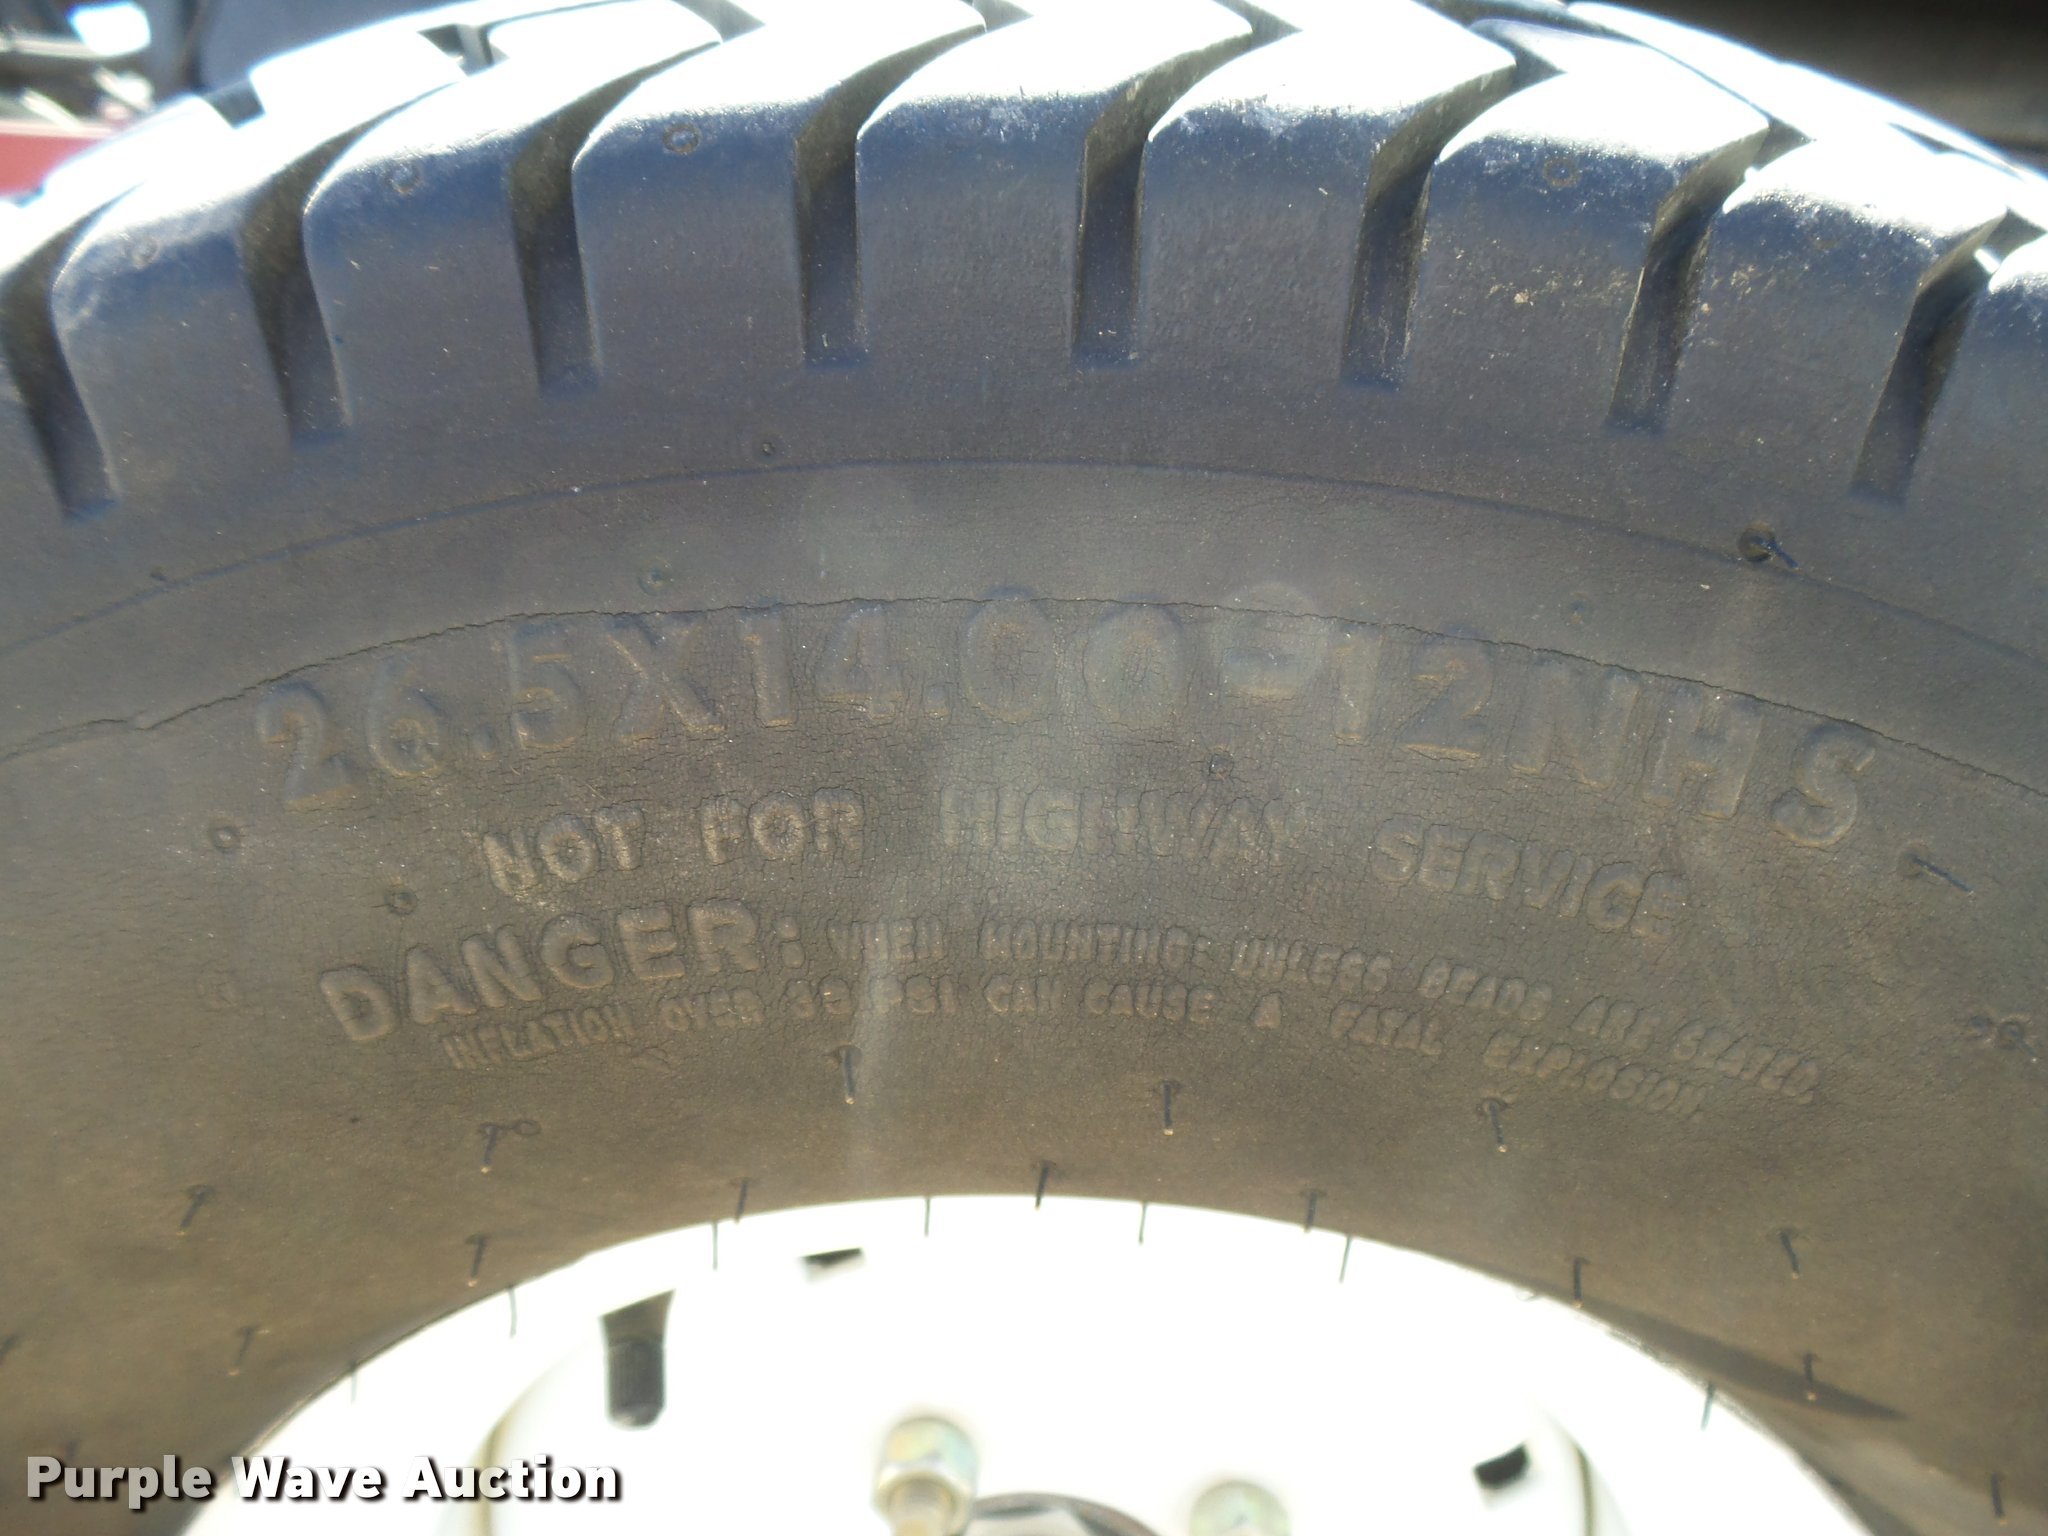 26.5X14.00-12NHS
NOT FOR HIGHWAY SERVICE
DANGER: WHEN MOUNTING: UNLESS BEADS ARE SEATED,
INFLATION OVER 35 PSI CAN CAUSE A FATAL EXPLOSION.
Purple Wave Auction